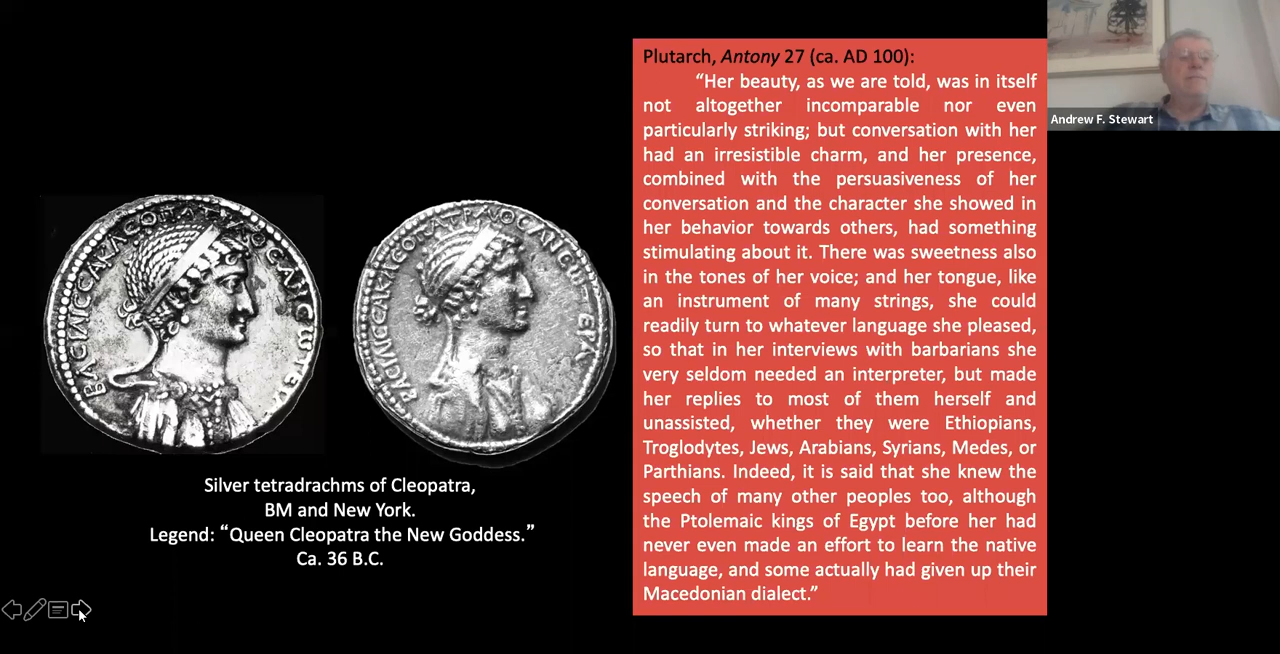 Plutarch, Antony 27 (ca. AD 100):
“Her beauty, as we are told, was in itself
not altogether incomparable nor even
particularly striking; but conversation with her
had an irresistible charm, and her presence,
combined with the persuasiveness of her
conversation and the character she showed in
her behavior towards others, had something
stimulating about it. There was sweetness also
in the tones of her voice; and her tongue, like
an instrument of many strings, she could
readily turn to whatever language she pleased,
so that in her interviews with barbarians she
very seldom needed an interpreter, but made
her replies to most of them herself and
unassisted, whether they were Ethiopians,
Troglodytes, Jews, Arabians, Syrians, Medes, or
Parthians. Indeed, it is said that she knew the
speech of many other peoples too, although
the Ptolemaic kings of Egypt before her had
never even made an effort to learn the native
language, and some actually had given up their
Macedonian dialect.”
Andrew F. Stewart
Silver tetradrachms of Cleopatra,
BM and New York.
Legend: “Queen Cleopatra the New Goddess.”
Ca. 36 B.C.